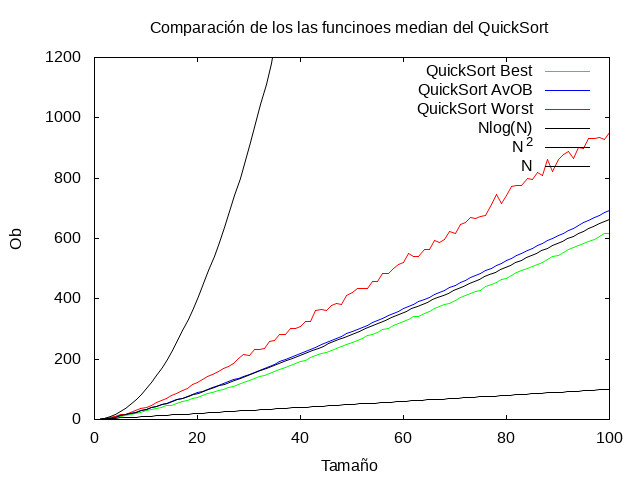 Comparación de los las funcinoes median del QuickSort
1200
1000
800
600
400
200
0
Ob
QuickSort Best
QuickSort AvOB
QuickSort Worst
Nlog(N)
N²
N
0 20 40 60 80 100
Tamaño